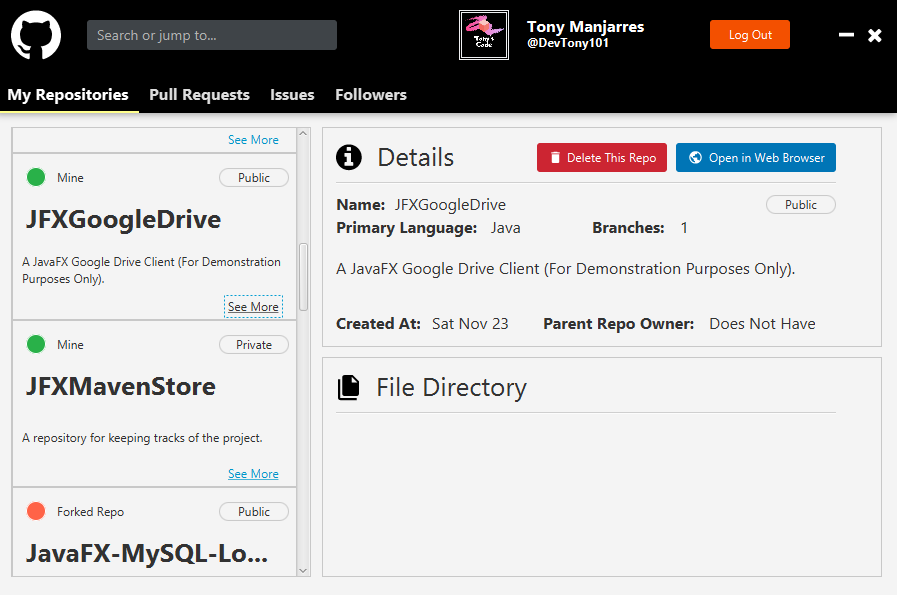 Search or jump to...
Tony's
Code
Tony Manjarres
@DevTony101
Log Out
My Repositories Pull Requests Issues Followers
See More
Mine Public
JFXGoogleDrive
A JavaFX Google Drive Client (For Demonstration
Purposes Only).
See More
Mine Private
JFXMavenStore
A repository for keeping tracks of the project.
See More
Forked Repo Public
JavaFX-MySQL-Lo...
Details Delete This Repo Open in Web Browser
Name: JFXGoogleDrive Public
Primary Language: Java Branches: 1
A JavaFX Google Drive Client (For Demonstration Purposes Only).
Created At: Sat Nov 23 Parent Repo Owner: Does Not Have
File Directory